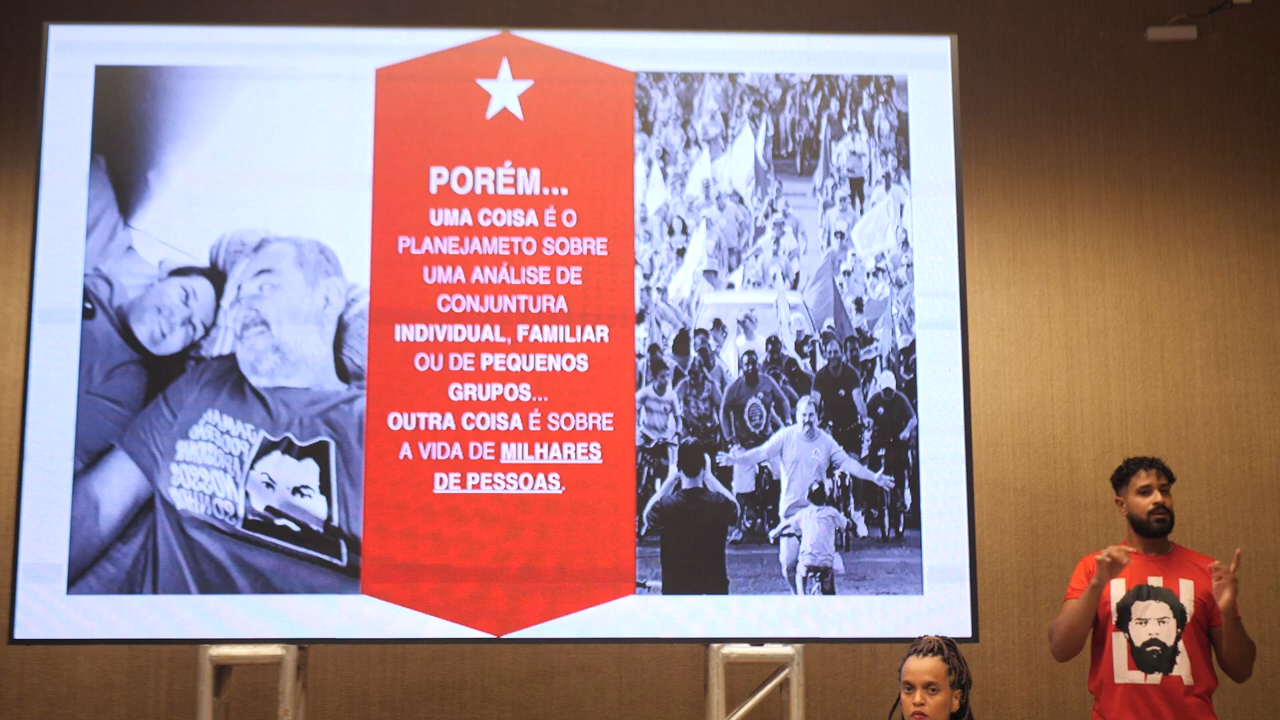 PORÉM...
UMA COISA É O
PLANEJAMETO SOBRE
UMA ANÁLISE DE
CONJUNTURA
INDIVIDUAL, FAMILIAR
OU DE PEQUENOS
GRUPOS...
OUTRA COISA É SOBRE
A VIDA DE MILHARES
DE PESSOAS.